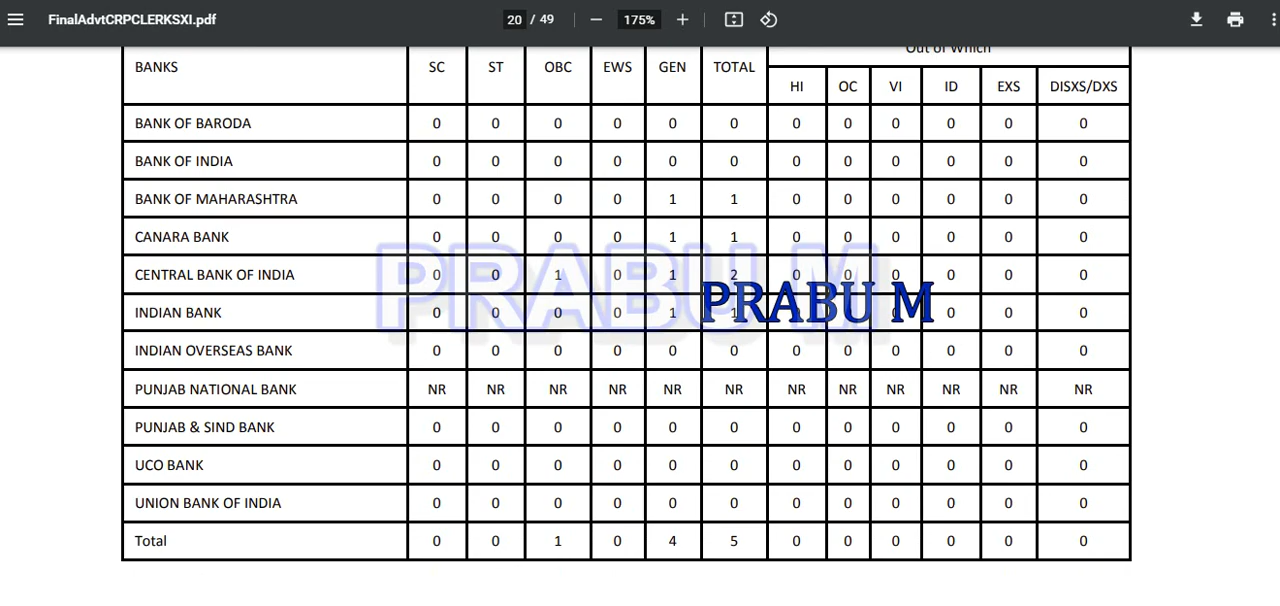 FinalAdvtCRPCLERKSXI.pdf 20 / 49 175%
Out of Which
BANKS SC ST OBC EWS GEN TOTAL HI OC VI ID EXS DISXS/DXS
BANK OF BARODA 0 0 0 0 0 0 0 0 0 0 0 0
BANK OF INDIA 0 0 0 0 0 0 0 0 0 0 0 0
BANK OF MAHARASHTRA 0 0 0 0 1 1 0 0 0 0 0 0
CANARA BANK 0 0 0 0 1 1 0 0 0 0 0 0
CENTRAL BANK OF INDIA 0 0 1 0 1 2 0 0 0 0 0 0
PRABU M
PRABU M
INDIAN BANK 0 0 0 0 1 1 0 0 0 0 0 0
INDIAN OVERSEAS BANK 0 0 0 0 0 0 0 0 0 0 0 0
PUNJAB NATIONAL BANK NR NR NR NR NR NR NR NR NR NR NR NR
PUNJAB & SIND BANK 0 0 0 0 0 0 0 0 0 0 0 0
UCO BANK 0 0 0 0 0 0 0 0 0 0 0 0
UNION BANK OF INDIA 0 0 0 0 0 0 0 0 0 0 0 0
Total 0 0 1 0 4 5 0 0 0 0 0 0